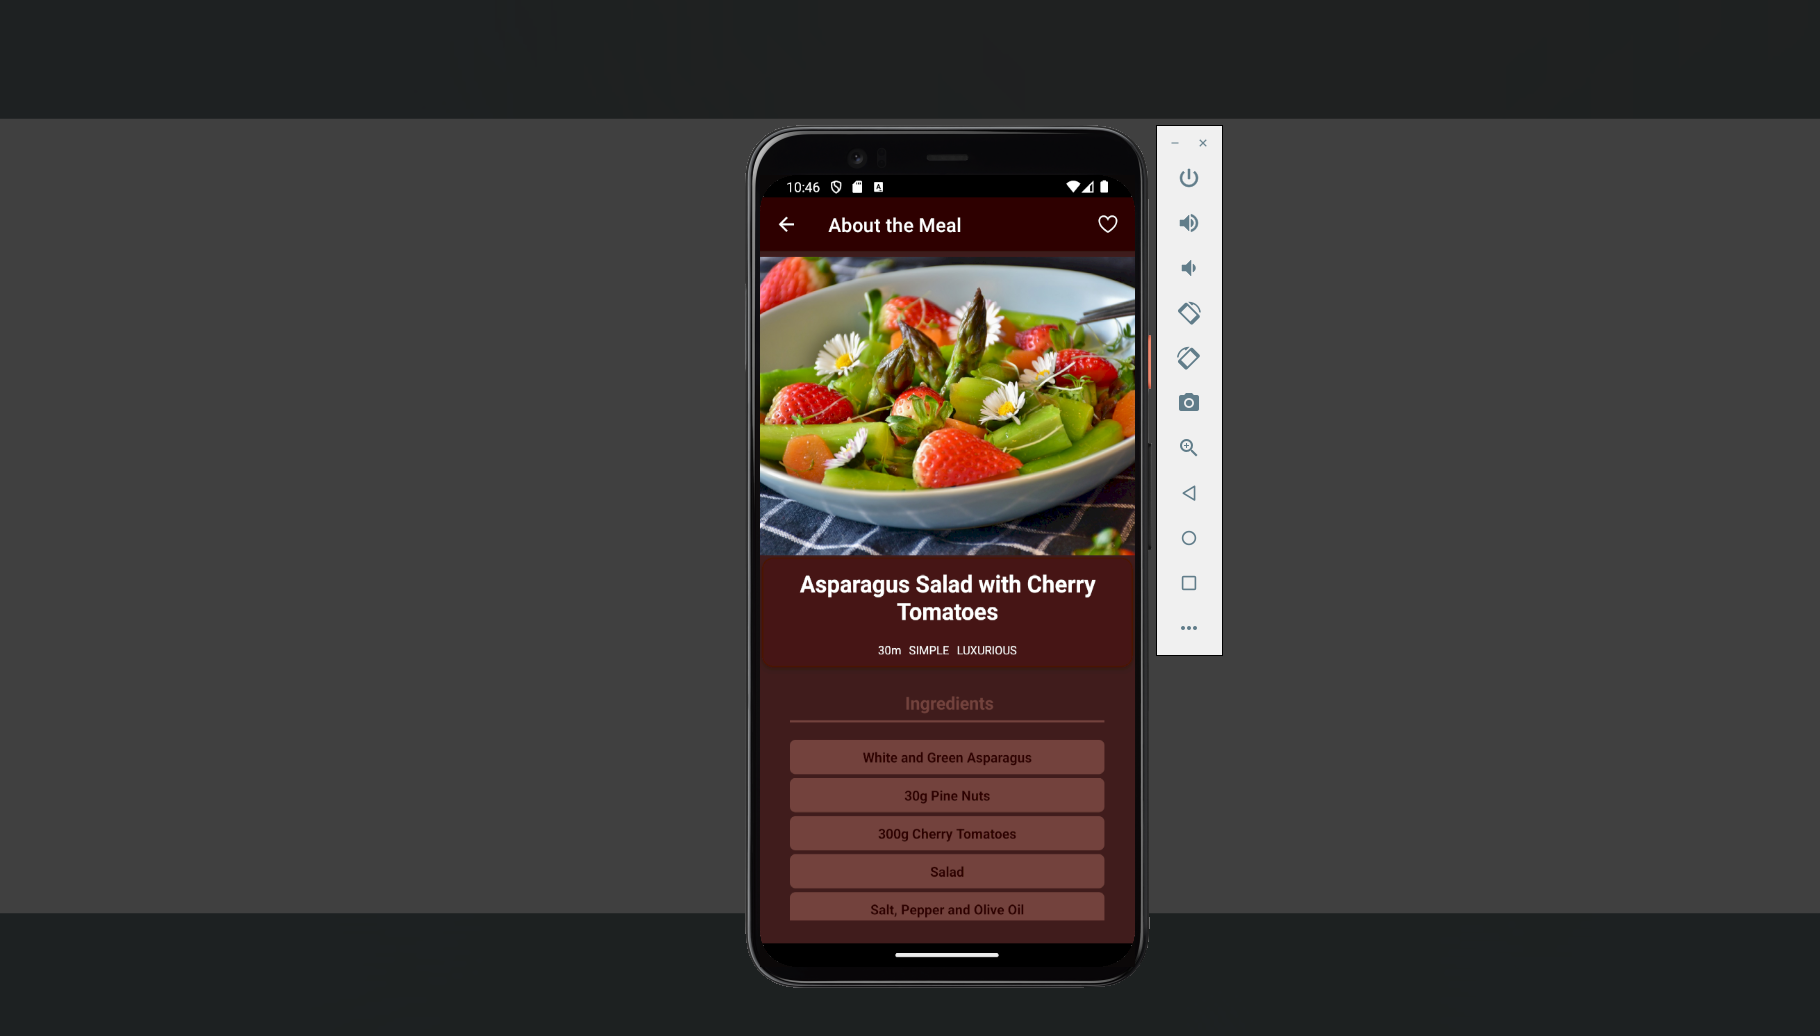 10:46
About the Meal
Asparagus Salad with Cherry
Tomatoes
30m SIMPLE LUXURIOUS
Ingredients
White and Green Asparagus
30g Pine Nuts
300g Cherry Tomatoes
Salad
Salt, Pepper and Olive Oil